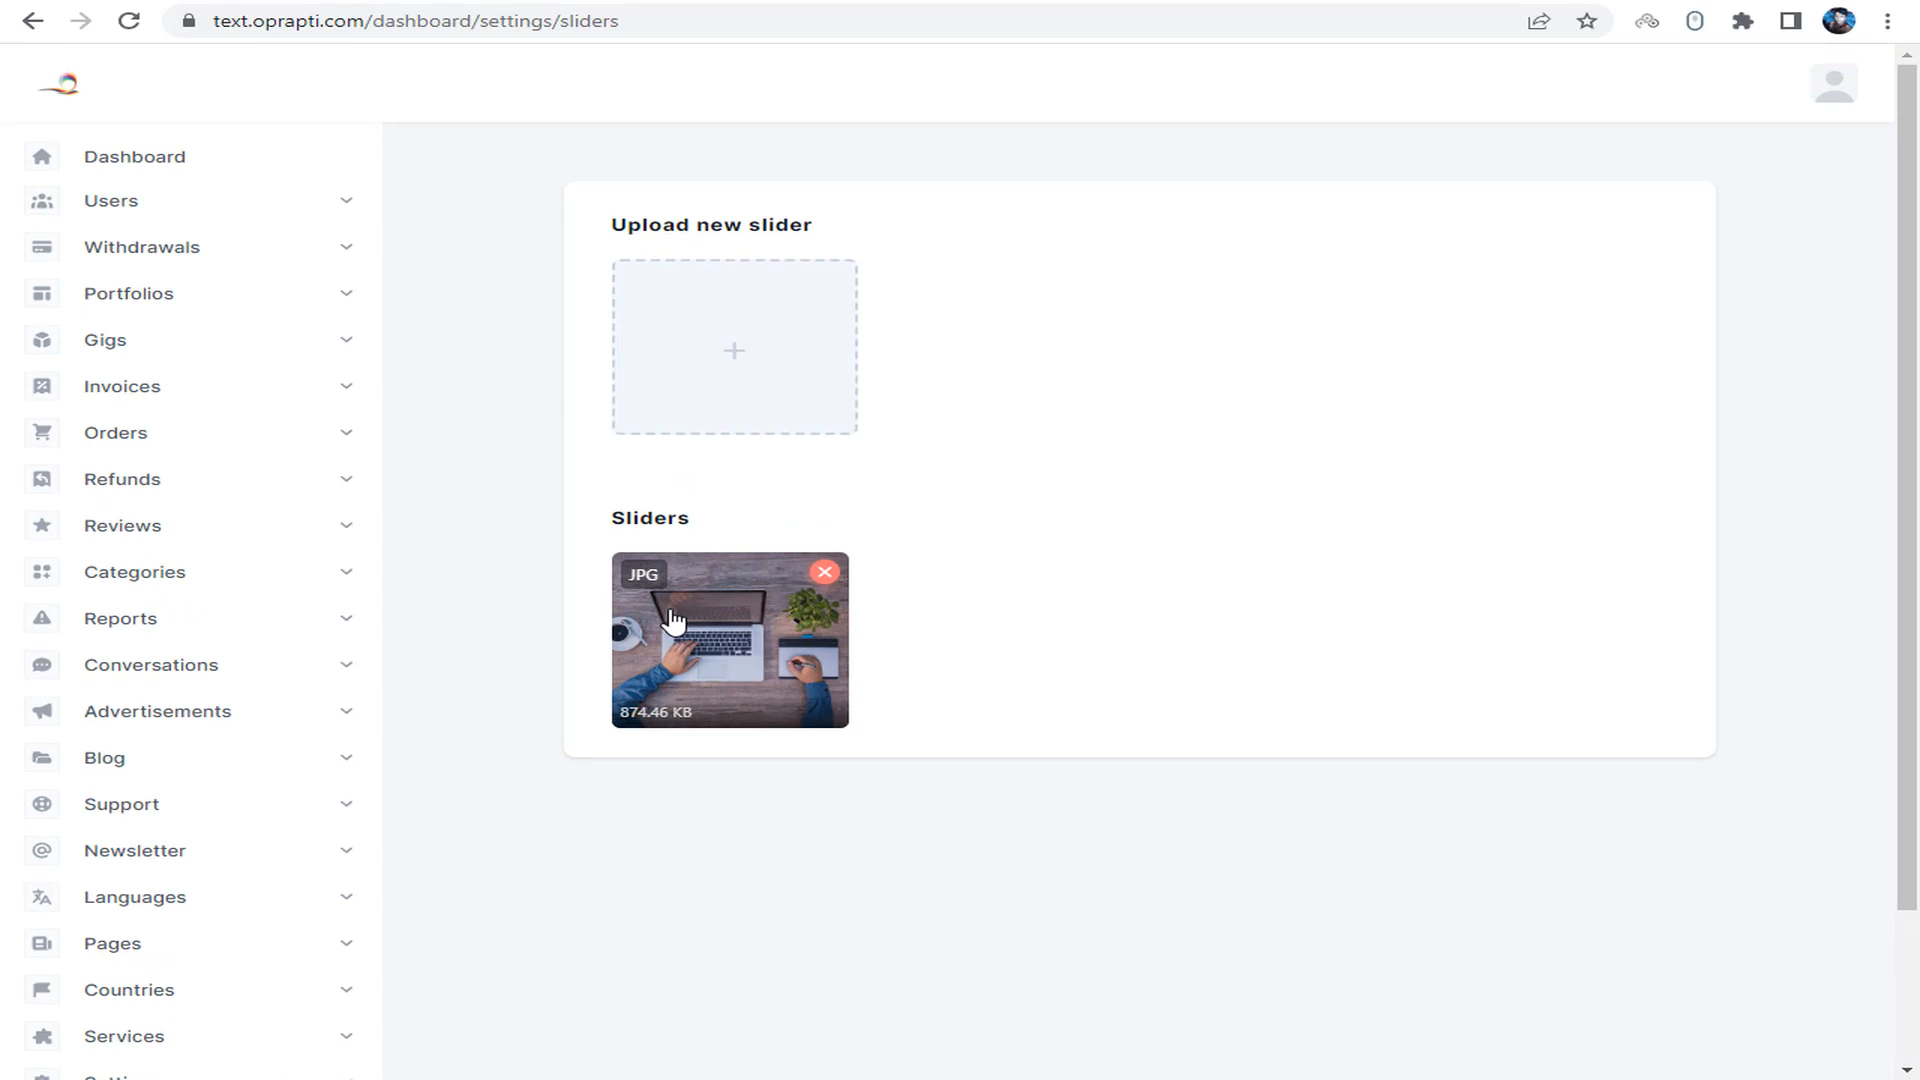 text.oprapti.com/dashboard/settings/sliders
Dashboard
Users
Withdrawals
Portfolios
Gigs
Invoices
Orders
Refunds
Reviews
Categories
Reports
Conversations
Advertisements
Blog
Support
Newsletter
Languages
Pages
Countries
Services
Upload new slider
Sliders
JPG
874.46 KB